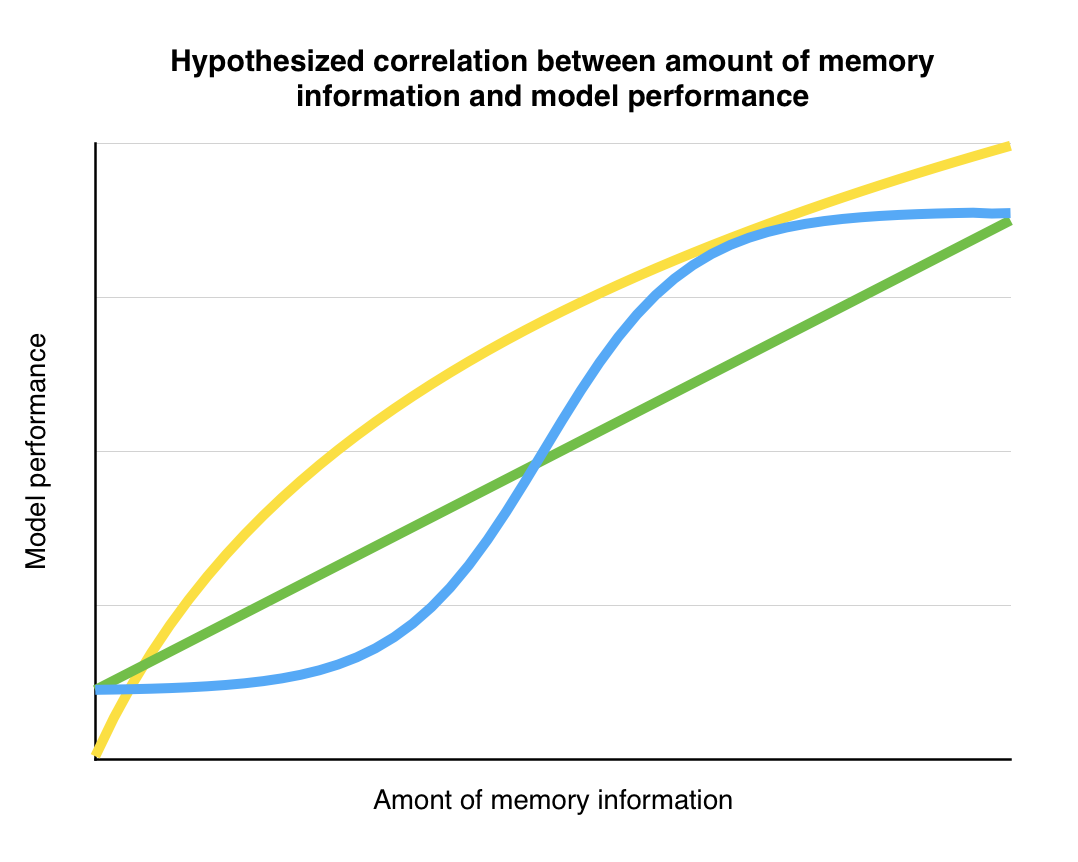 Hypothesized correlation between amount of memory
information and model performance
Model performance
Amont of memory information